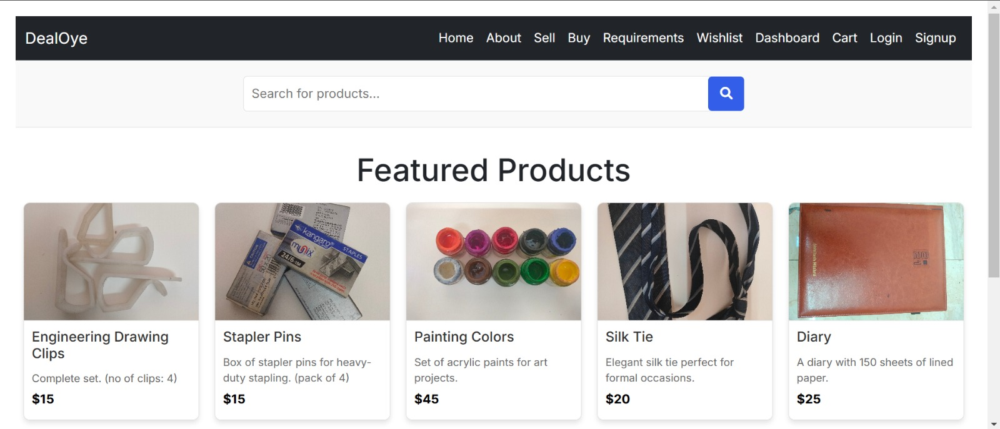 DealOye
Home About Sell Buy Requirements Wishlist Dashboard Cart Login Signup
Search for products...
Featured Products
kangaro®
munix
STAPLES
24/6-1M
Engineering Drawing
Clips
Complete set. (no of clips: 4)
$15
Stapler Pins
Box of stapler pins for heavy-
duty stapling. (pack of 4)
$15
Painting Colors
Set of acrylic paints for art
projects.
$45
Silk Tie
Elegant silk tie perfect for
formal occasions.
$20
Diary
A diary with 150 sheets of lined
paper.
$25